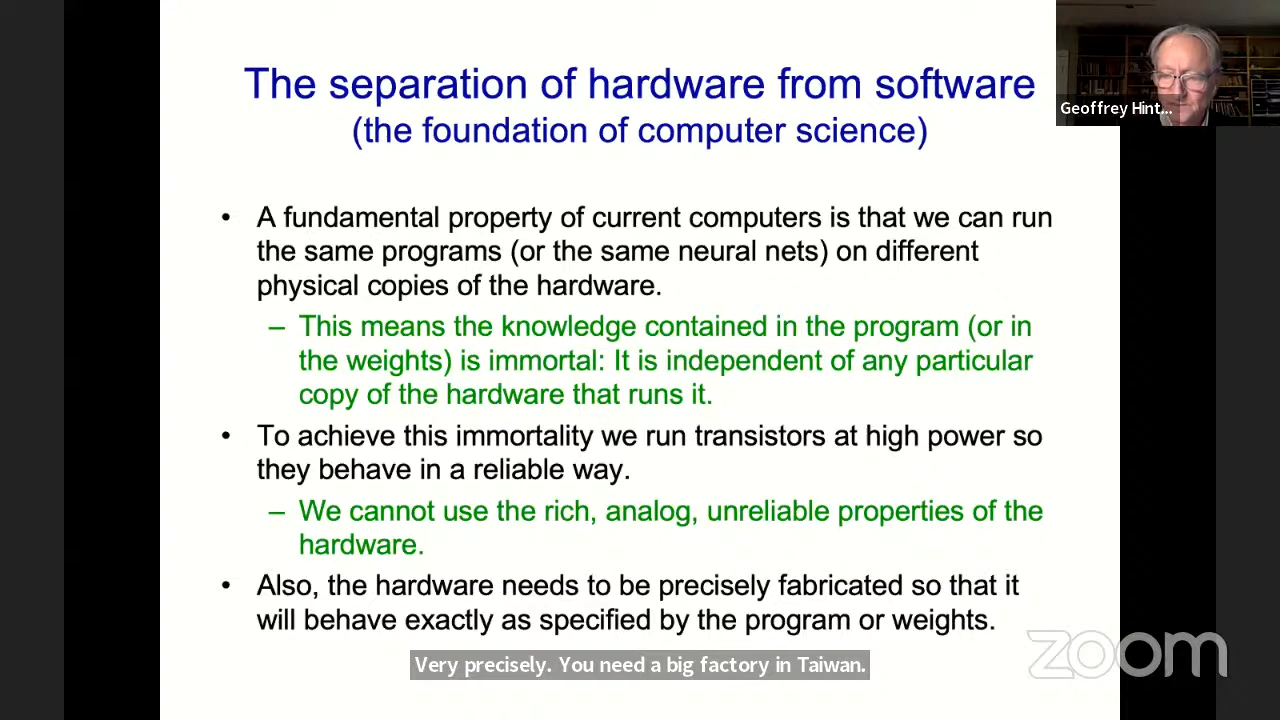 The separation of hardware from software
(the foundation of computer science)
Geoffrey Hint...
• A fundamental property of current computers is that we can run
the same programs (or the same neural nets) on different
physical copies of the hardware.
– This means the knowledge contained in the program (or in
the weights) is immortal: It is independent of any particular
copy of the hardware that runs it.
• To achieve this immortality we run transistors at high power so
they behave in a reliable way.
– We cannot use the rich, analog, unreliable properties of the
hardware.
• Also, the hardware needs to be precisely fabricated so that it
will behave exactly as specified by the program or weights.
zoom
Very precisely. You need a big factory in Taiwan.